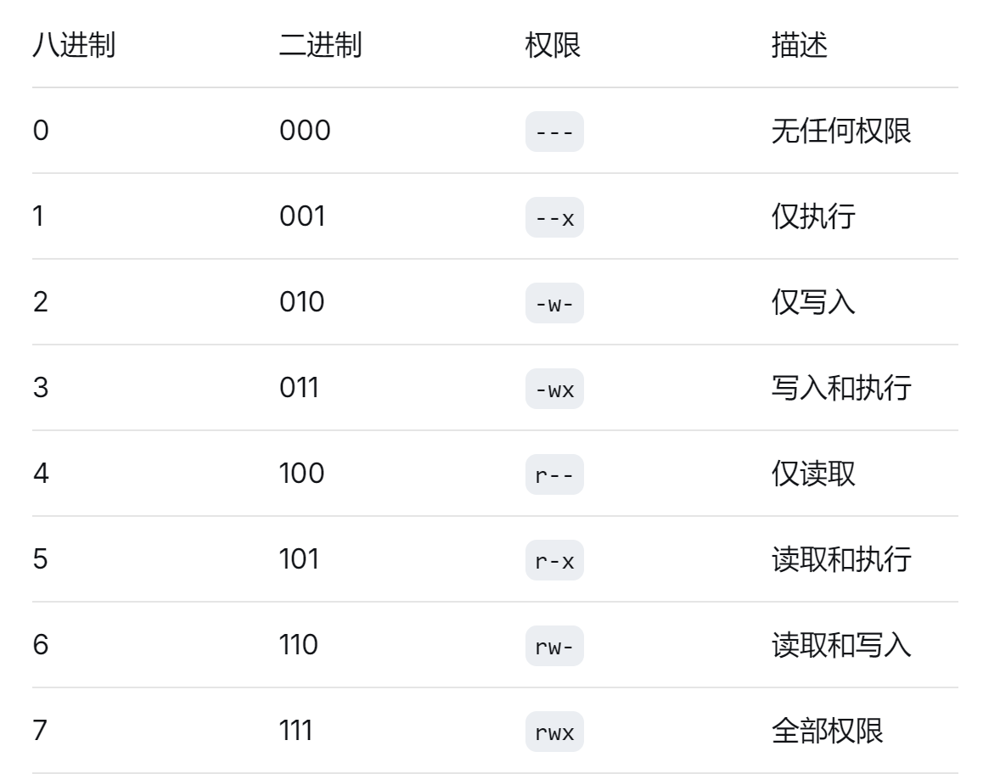 八进制 二进制 权限 描述
0 000 --- 无任何权限
1 001 --x 仅执行
2 010 -w- 仅写入
3 011 -wx 写入和执行
4 100 r-- 仅读取
5 101 r-x 读取和执行
6 110 rw- 读取和写入
7 111 rwx 全部权限